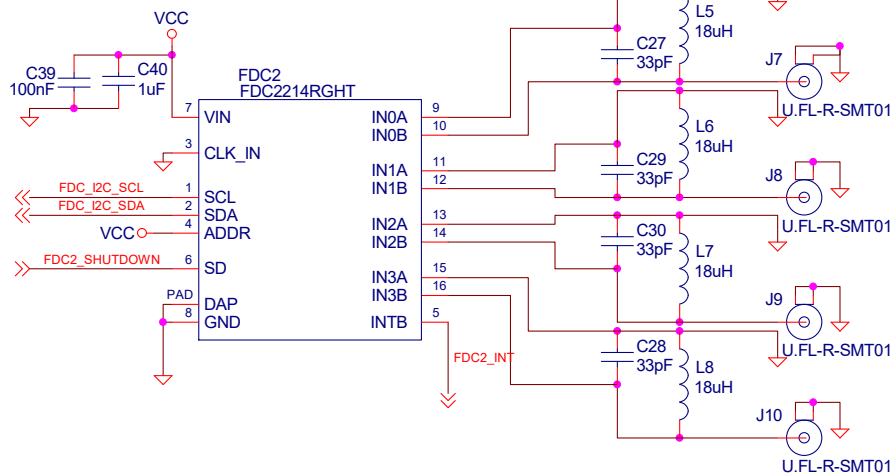 VCC
L5
18uH
C27
33pF
J7
C39
100nF
C40
1uF
FDC2
FDC2214RGHT
U.FL-R-SMT01
7
VIN
IN0A
9
IN0B
10
L6
18uH
3
CLK_IN
IN1A
11
C29
33pF
J8
IN1B
12
FDC_I2C_SCL
1
SCL
FDC_I2C_SDA
2
SDA
IN2A
13
U.FL-R-SMT01
VCC
4
ADDR
IN2B
14
C30
33pF
L7
18uH
FDC2_SHUTDOWN
6
SD
IN3A
15
IN3B
16
J9
PAD
DAP
8
GND
INTB
5
FDC2_INT
C28
33pF
U.FL-R-SMT01
L8
18uH
J10
U.FL-R-SMT01